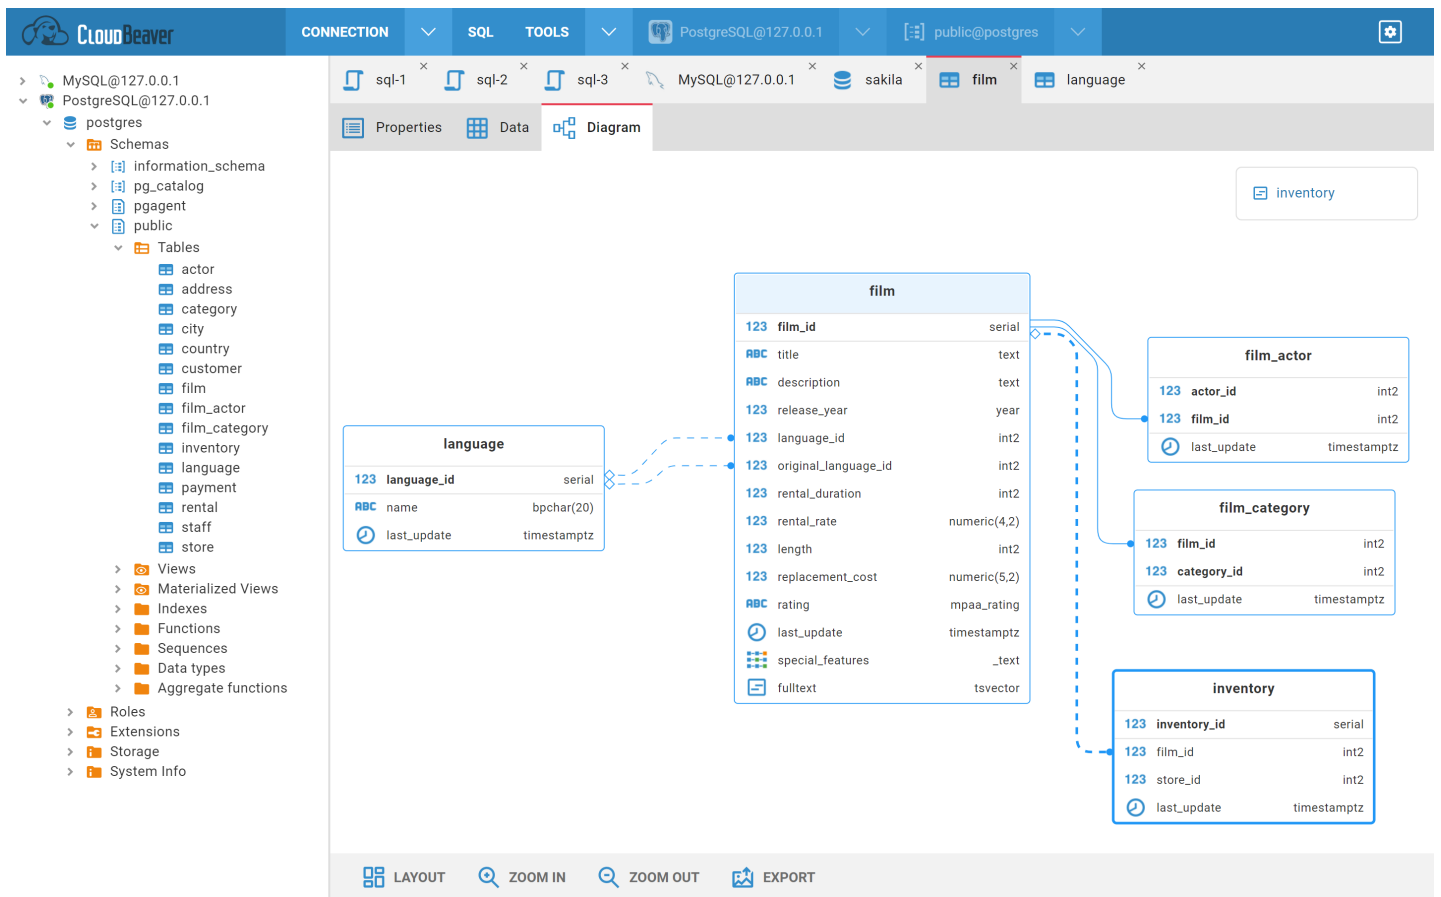 CloudBeaver
CONNECTION
SQL
TOOLS
PostgreSQL@127.0.0.1
public@postgres
MySQL@127.0.0.1
PostgreSQL@127.0.0.1
postgres
Schemas
information_schema
pg_catalog
pgagent
public
Tables
actor
address
category
city
country
customer
film
film_actor
film_category
inventory
language
payment
rental
staff
store
Views
Materialized Views
Indexes
Functions
Sequences
Data types
Aggregate functions
Roles
Extensions
Storage
System Info
sql-1
sql-2
sql-3
MySQL@127.0.0.1
sakila
film
language
Properties
Data
Diagram
inventory
language
123 language_id serial
ABC name bpchar(20)
last_update timestamptz
film
123 film_id serial
ABC title text
ABC description text
123 release_year year
123 language_id int2
123 original_language_id int2
123 rental_duration int2
123 rental_rate numeric(4,2)
123 length int2
123 replacement_cost numeric(5,2)
ABC rating mpaa_rating
last_update timestamptz
special_features _text
fulltext tsvector
film_actor
123 actor_id int2
123 film_id int2
last_update timestamptz
film_category
123 film_id int2
123 category_id int2
last_update timestamptz
inventory
123 inventory_id serial
123 film_id int2
123 store_id int2
last_update timestamptz
LAYOUT
ZOOM IN
ZOOM OUT
EXPORT